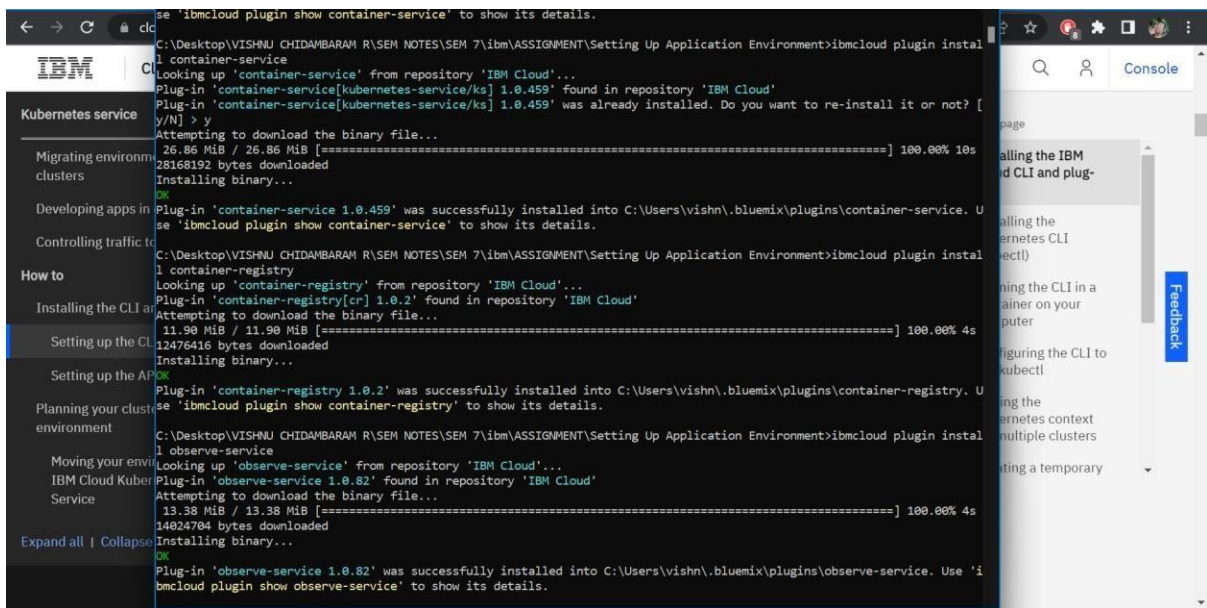 clc
IBM
Cl
Console
Kubernetes service
Migrating environme
clusters
Developing apps in
Controlling traffic to
How to
Installing the CLI an
Setting up the CL
Setting up the AP
Planning your cluste
environment
Moving your envir
IBM Cloud Kuber
Service
Expand all | Collapse
se 'ibmcloud plugin show container-service' to show its details.
C:\Desktop\VISHNU CHIDAMBARAM R\SEM NOTES\SEM 7\ibm\ASSIGNMENT\Setting Up Application Environment>ibmcloud plugin instal
l container-service
Looking up 'container-service' from repository 'IBM Cloud'...
Plug-in 'container-service[kubernetes-service/ks] 1.0.459' found in repository 'IBM Cloud'
Plug-in 'container-service[kubernetes-service/ks] 1.0.459' was already installed. Do you want to re-install it or not? [
y/N] > y
Attempting to download the binary file...
26.86 MiB / 26.86 MiB [==================================================================================] 100.00% 10s
28168192 bytes downloaded
Installing binary...
OK
Plug-in 'container-service 1.0.459' was successfully installed into C:\Users\vishn\.bluemix\plugins\container-service. U
se 'ibmcloud plugin show container-service' to show its details.
C:\Desktop\VISHNU CHIDAMBARAM R\SEM NOTES\SEM 7\ibm\ASSIGNMENT\Setting Up Application Environment>ibmcloud plugin instal
l container-registry
Looking up 'container-registry' from repository 'IBM Cloud'...
Plug-in 'container-registry[cr] 1.0.2' found in repository 'IBM Cloud'
Attempting to download the binary file...
11.90 MiB / 11.90 MiB [===================================================================================] 100.00% 4s
12476416 bytes downloaded
Installing binary...
OK
Plug-in 'container-registry 1.0.2' was successfully installed into C:\Users\vishn\.bluemix\plugins\container-registry. U
se 'ibmcloud plugin show container-registry' to show its details.
C:\Desktop\VISHNU CHIDAMBARAM R\SEM NOTES\SEM 7\ibm\ASSIGNMENT\Setting Up Application Environment>ibmcloud plugin instal
l observe-service
Looking up 'observe-service' from repository 'IBM Cloud'...
Plug-in 'observe-service 1.0.82' found in repository 'IBM Cloud'
Attempting to download the binary file...
13.38 MiB / 13.38 MiB [===================================================================================] 100.00% 4s
14024704 bytes downloaded
Installing binary...
OK
Plug-in 'observe-service 1.0.82' was successfully installed into C:\Users\vishn\.bluemix\plugins\observe-service. Use 'i
bmcloud plugin show observe-service' to show its details.
page
alling the IBM
ud CLI and plug-
alling the
ernetes CLI
ectl)
ning the CLI in a
ainer on your
puter
figuring the CLI to
kubectl
ing the
ernetes context
multiple clusters
ating a temporary
Feedback
8